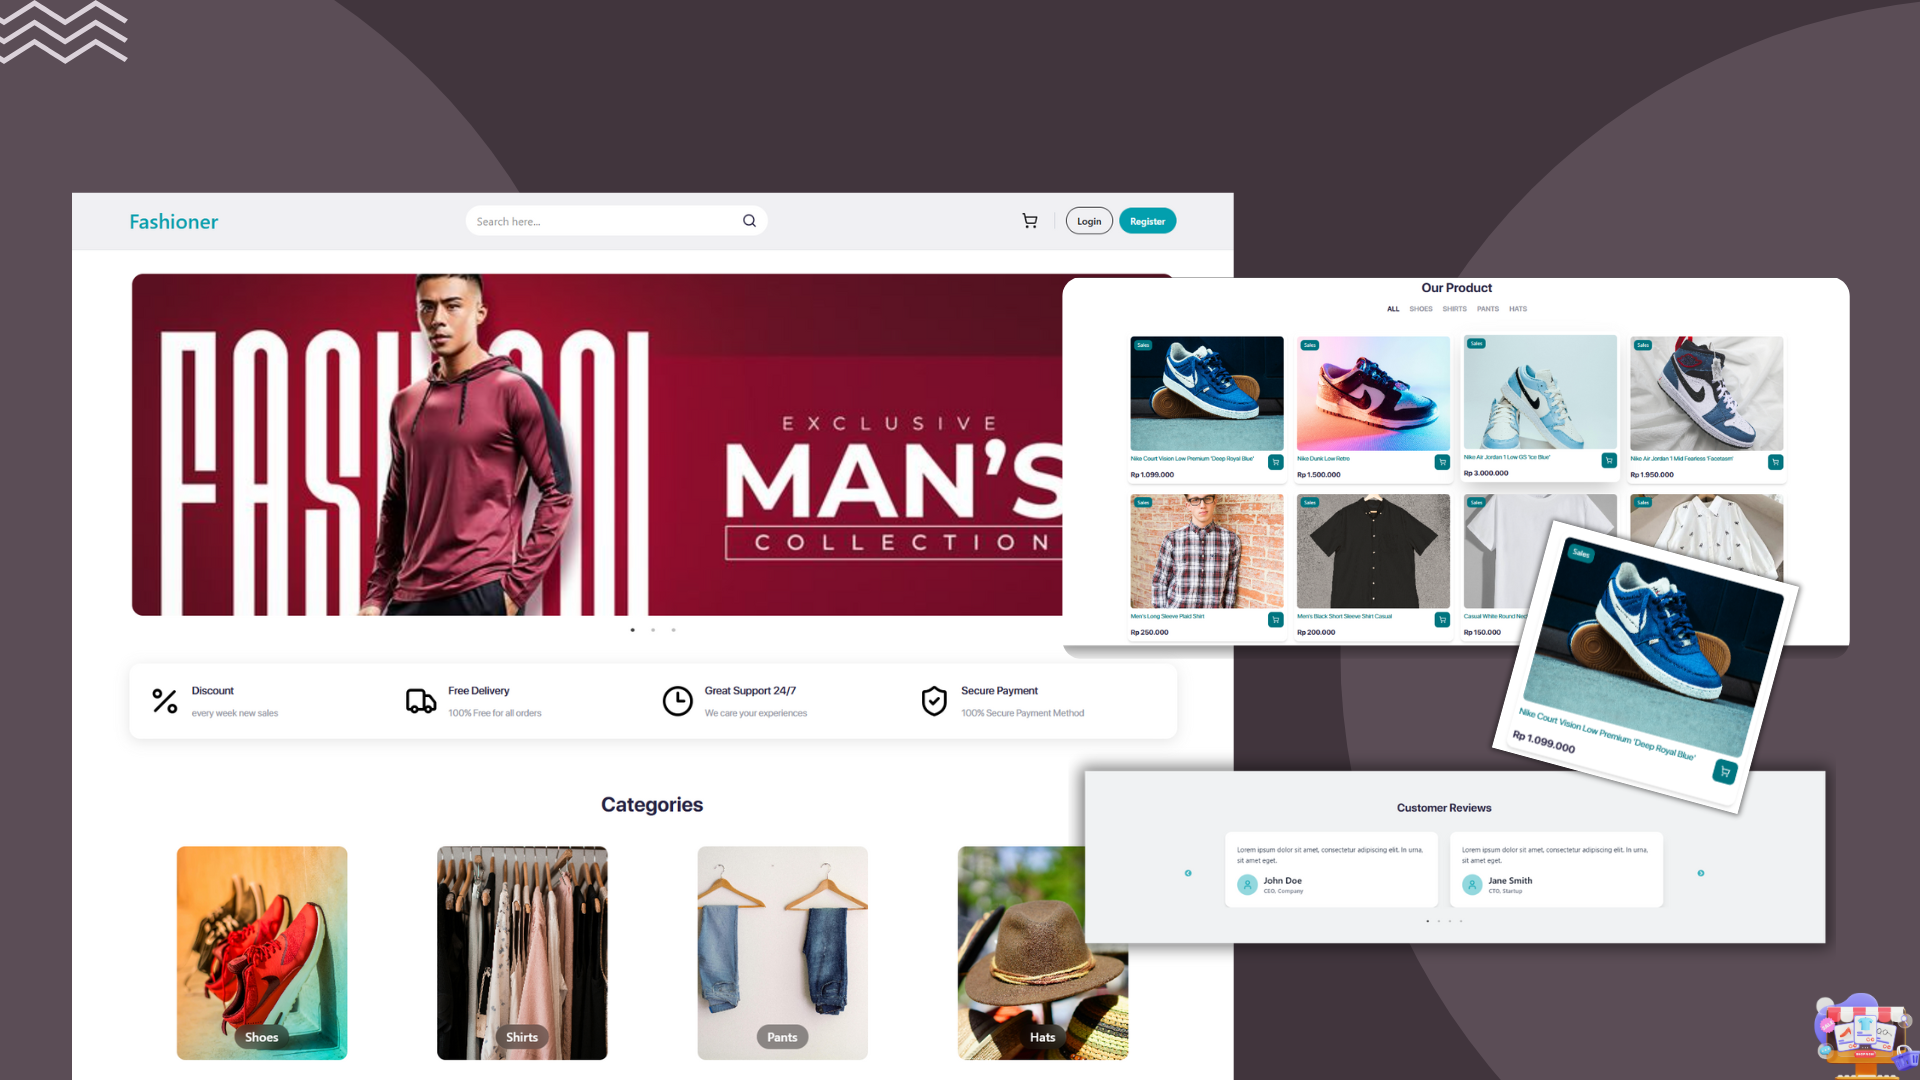 Fashioner
Search here...
Login
Register
FASHION
EXCLUSIVE
MAN'S
COLLECTION
Discount
every week new sales
Free Delivery
100% Free for all orders
Great Support 24/7
We care your experiences
Secure Payment
100% Secure Payment Method
Categories
Shoes
Shirts
Pants
Hats
Our Product
ALL SHOES SHIRTS PANTS HATS
Sales
Sales
Sales
Sales
Nike Court Vision Low Premium 'Deep Royal Blue'
Rp 1.099.000
Nike Dunk Low Retro
Rp 1.500.000
Nike Air Jordan 1 Low GS 'Ice Blue'
Rp 3.000.000
Nike Air Jordan 1 Mid Fearless 'Facetasm'
Rp 1.950.000
Sales
Sales
Sales
Sales
Men's Long Sleeve Plaid Shirt
Rp 250.000
Men's Black Short Sleeve Shirt Casual
Rp 200.000
Casual White Round Nec
Rp 150.000
Sales
Nike Court Vision Low Premium 'Deep Royal Blue'
Rp 1.099.000
Customer Reviews
Lorem ipsum dolor sit amet, consectetur adipiscing elit. In urna,
sit amet eget.
John Doe
CEO, Company
Lorem ipsum dolor sit amet, consectetur adipiscing elit. In urna,
sit amet eget.
Jane Smith
CTO, Startup